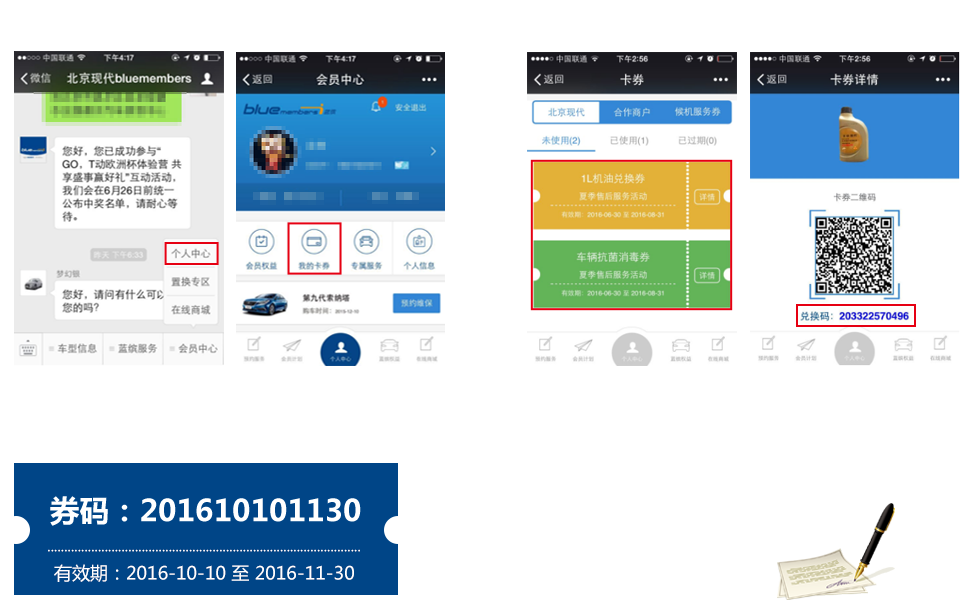 ●●○○○ 中国联通 下午4:17
微信 北京现代bluemembers
您好，您已成功参与“
GO，T动欧洲杯体验营 共
享盛事赢好礼”互动活动，
我们会在6月26日前统一
公布中奖名单，请耐心等
待。
昨天 下午6:33
梦幻银
您好，请问有什么可以
您的吗?
个人中心
置换专区
在线商城
车型信息 蓝缤服务 会员中心
●●○○○ 中国联通 下午4:17
返回 会员中心 •••
bluemembers
安全退出
会员权益 我的卡券 专属服务 个人信息
第九代索纳塔
购车时间：2015-12-10
预约维保
预约服务 会员计划 个人中心 蓝缤权益 在线商城
●●●●○ 中国联通 下午2:56
返回 卡券 •••
北京现代 合作商户 候机服务券
未使用(2) 已使用(1) 已过期(0)
1L机油兑换券
夏季售后服务活动
有效期：2016-06-30 至 2016-08-31
详情
车辆抗菌消毒券
夏季售后服务活动
有效期：2016-06-30 至 2016-08-31
详情
预约服务 会员计划 个人中心 蓝缤权益 在线商城
●●●●○ 中国联通 下午2:56
返回 卡券详情 •••
卡券二维码
兑换码：203322570496
预约服务 会员计划 个人中心 蓝缤权益 在线商城
券码：201610101130
有效期：2016-10-10 至 2016-11-30